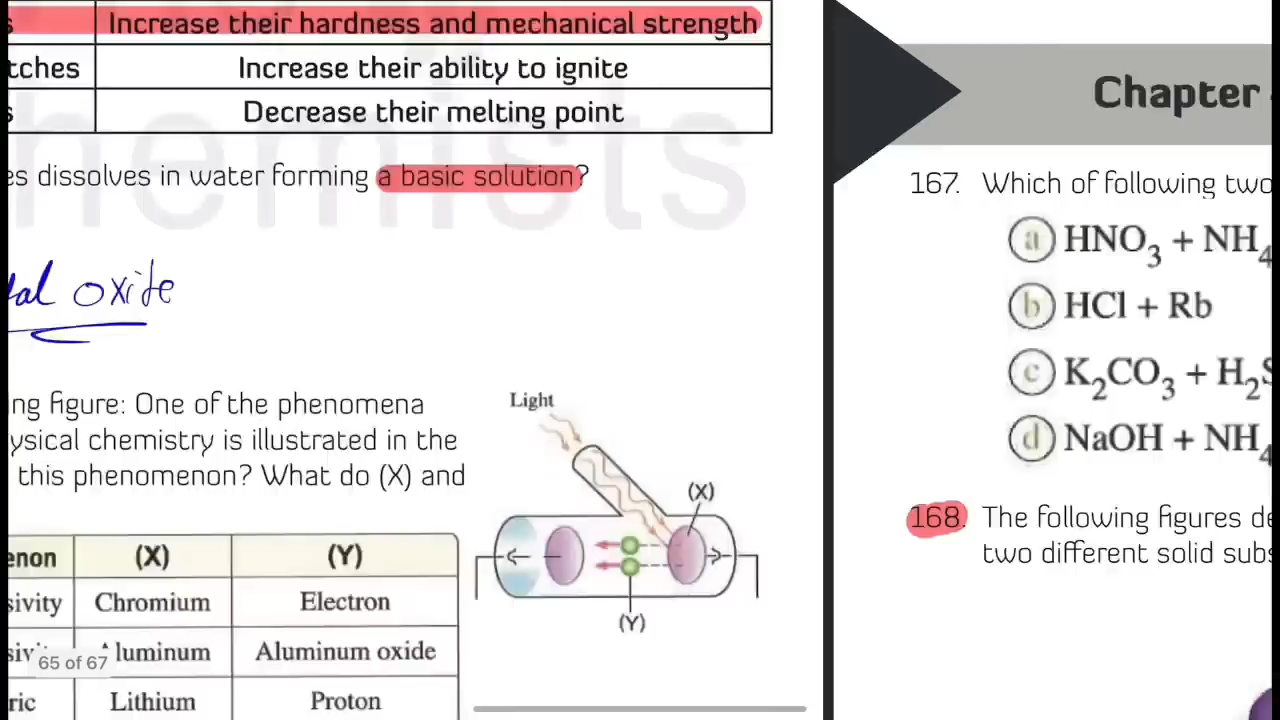 s Increase their hardness and mechanical strength
tches Increase their ability to ignite
s Decrease their melting point
hemists
es dissolves in water forming a basic solution?
tal oxite
ng figure: One of the phenomena
ysical chemistry is illustrated in the
this phenomenon? What do (X) and
Light
(X)
(Y)
enon (X) (Y)
sivity Chromium Electron
siv luminum Aluminum oxide
65 of 67
ric Lithium Proton
Chapter
167. Which of following two
a HNO3 + NH4
b HCl + Rb
c K2CO3 + H2S
d NaOH + NH4
168. The following figures de
two different solid subs